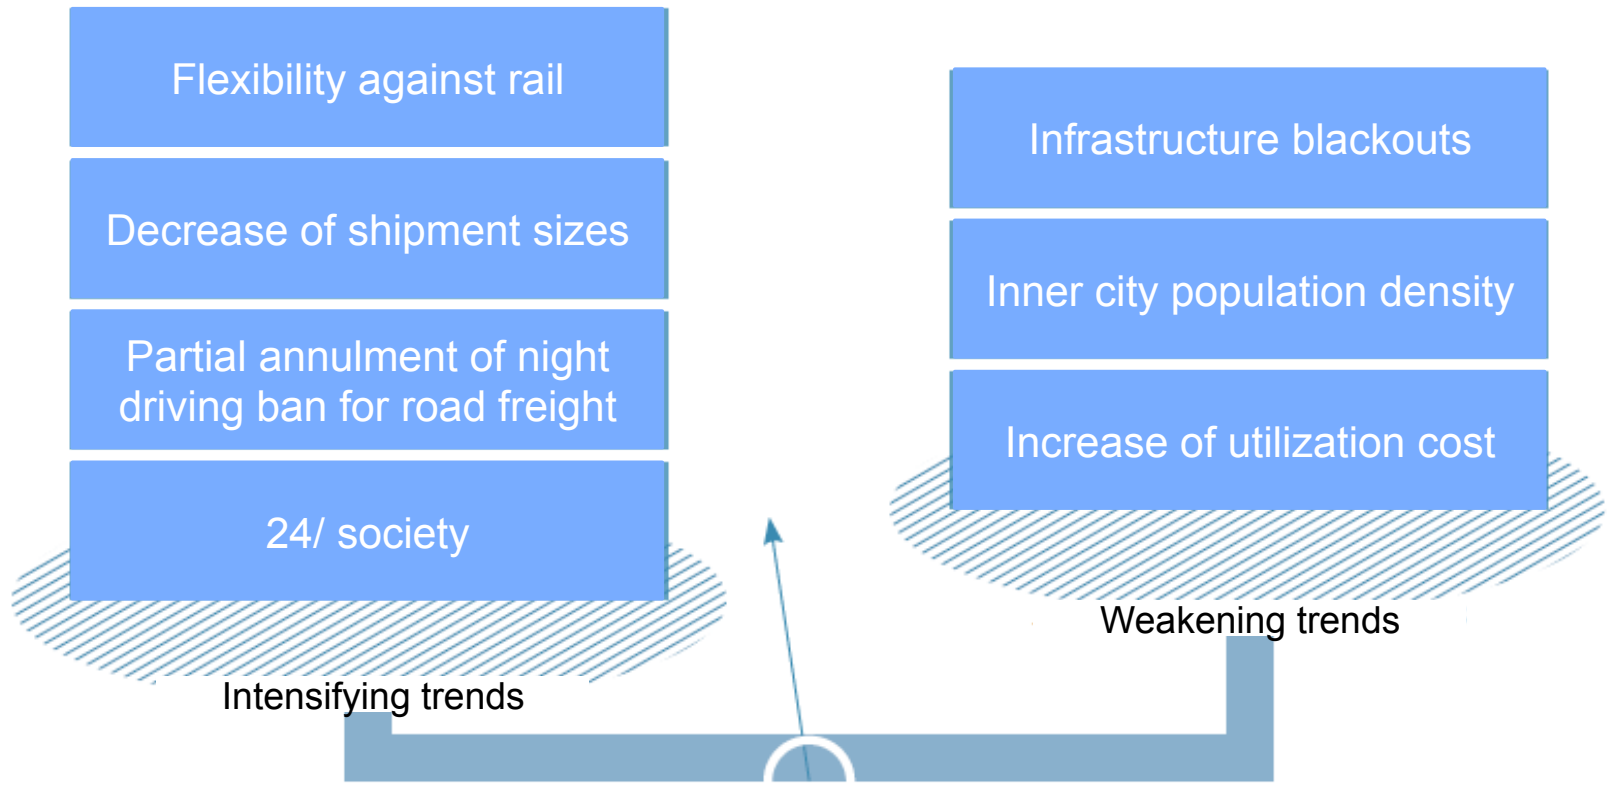 Flexibility against rail
Decrease of shipment sizes
Partial annulment of night
driving ban for road freight
24/ society
Intensifying trends
Infrastructure blackouts
Inner city population density
Increase of utilization cost
Weakening trends